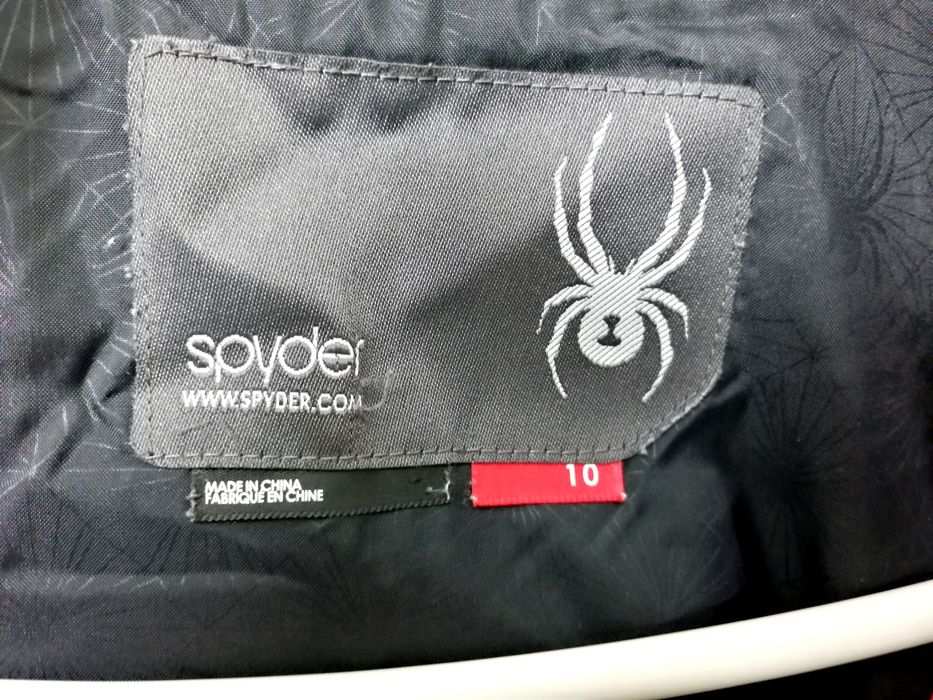 spyder
WWW.SPYDER.COM
MADE IN CHINA
FABRIQUE EN CHINE
10